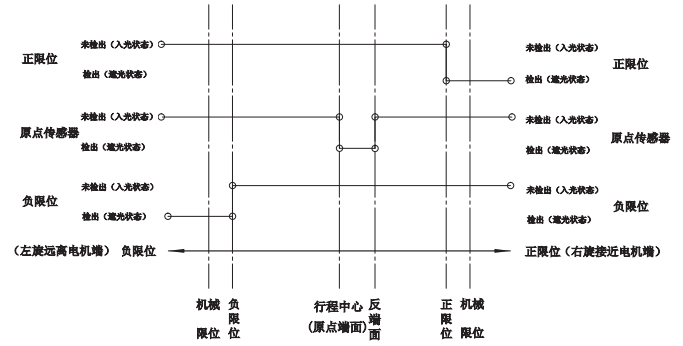 未检出（入光状态）
正限位
检出（遮光状态）
未检出（入光状态）
检出（遮光状态）
正限位
未检出（入光状态）
原点传感器
检出（遮光状态）
未检出（入光状态）
原点传感器
检出（遮光状态）
未检出（入光状态）
负限位
检出（遮光状态）
未检出（入光状态）
负限位
检出（遮光状态）
（左旋远离电机端） 负限位
正限位（右旋接近电机端）
机械
限位
负
限
位
行程中心
(原点端面)
反
端
面
正
限
位
机械
限位